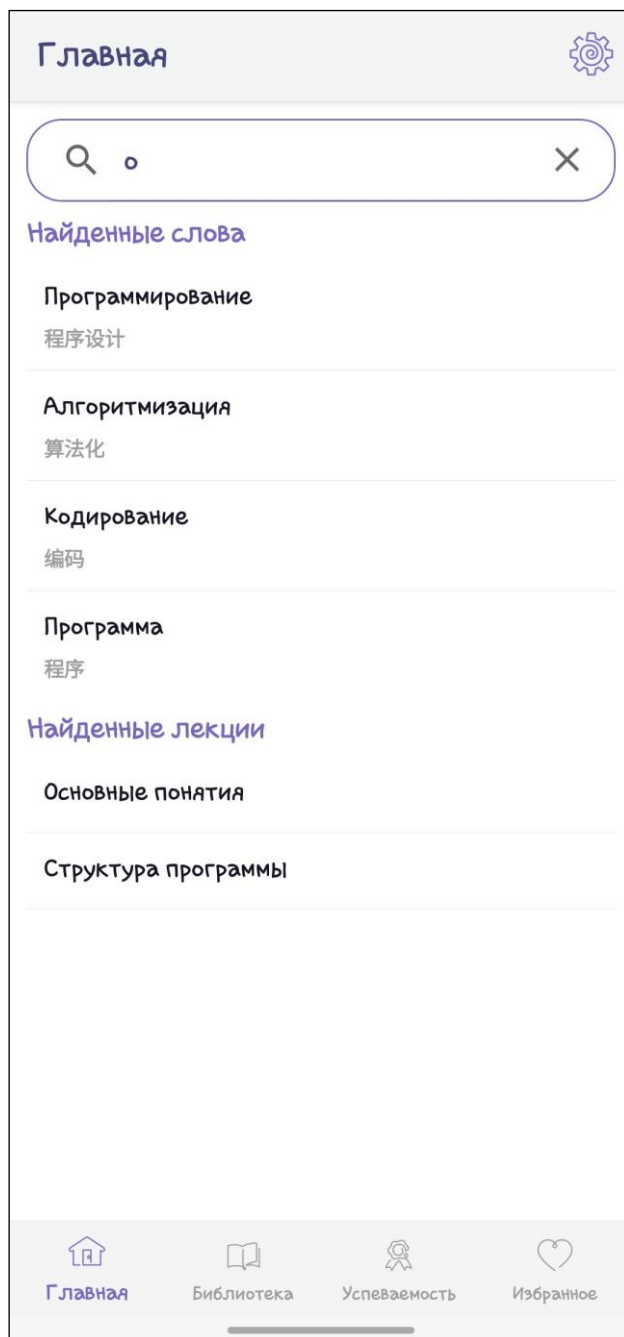 Главная
о
Найденные слова
Программирование
程序设计
Алгоритмизация
算法化
Кодирование
编码
Программа
程序
Найденные лекции
Основные понятия
Структура программы
Главная Библиотека Успеваемость Избранное